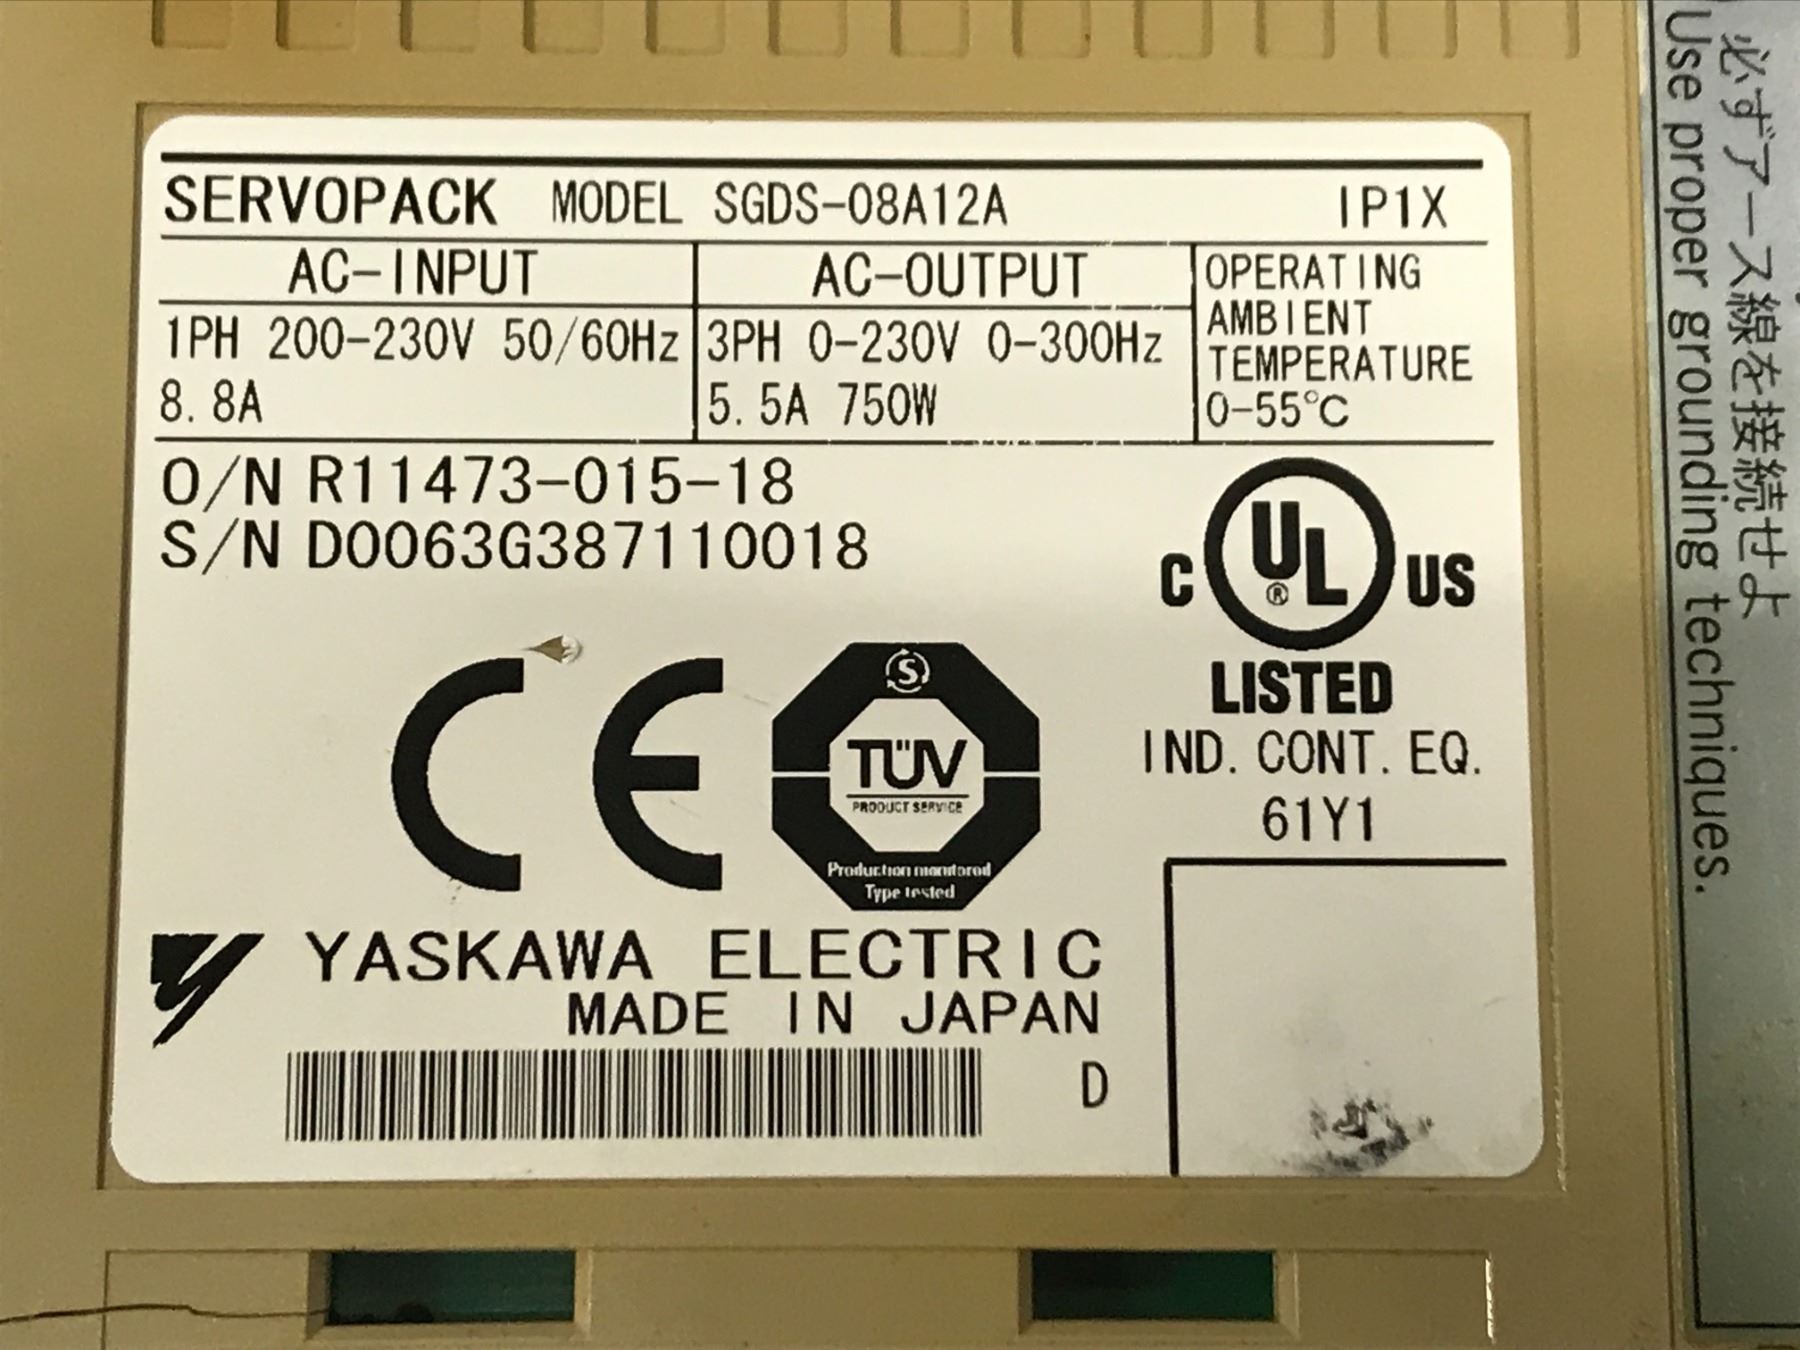 SERVOPACK MODEL SGDS-08A12A IP1X
AC-INPUT
1PH 200-230V 50/60Hz
8.8A
AC-OUTPUT
3PH 0-230V 0-300Hz
5.5A 750W
OPERATING
AMBIENT
TEMPERATURE
0-55°C
O/N R11473-015-18
S/N D0063G387110018
C UL ® US
LISTED
IND. CONT. EQ.
61Y1
CE
S
TÜV
PRODUCT SERVICE
Production monitored
Type tested
YASKAWA ELECTRIC
MADE IN JAPAN
D
必ずアース線を接続せよ
Use proper grounding techniques.